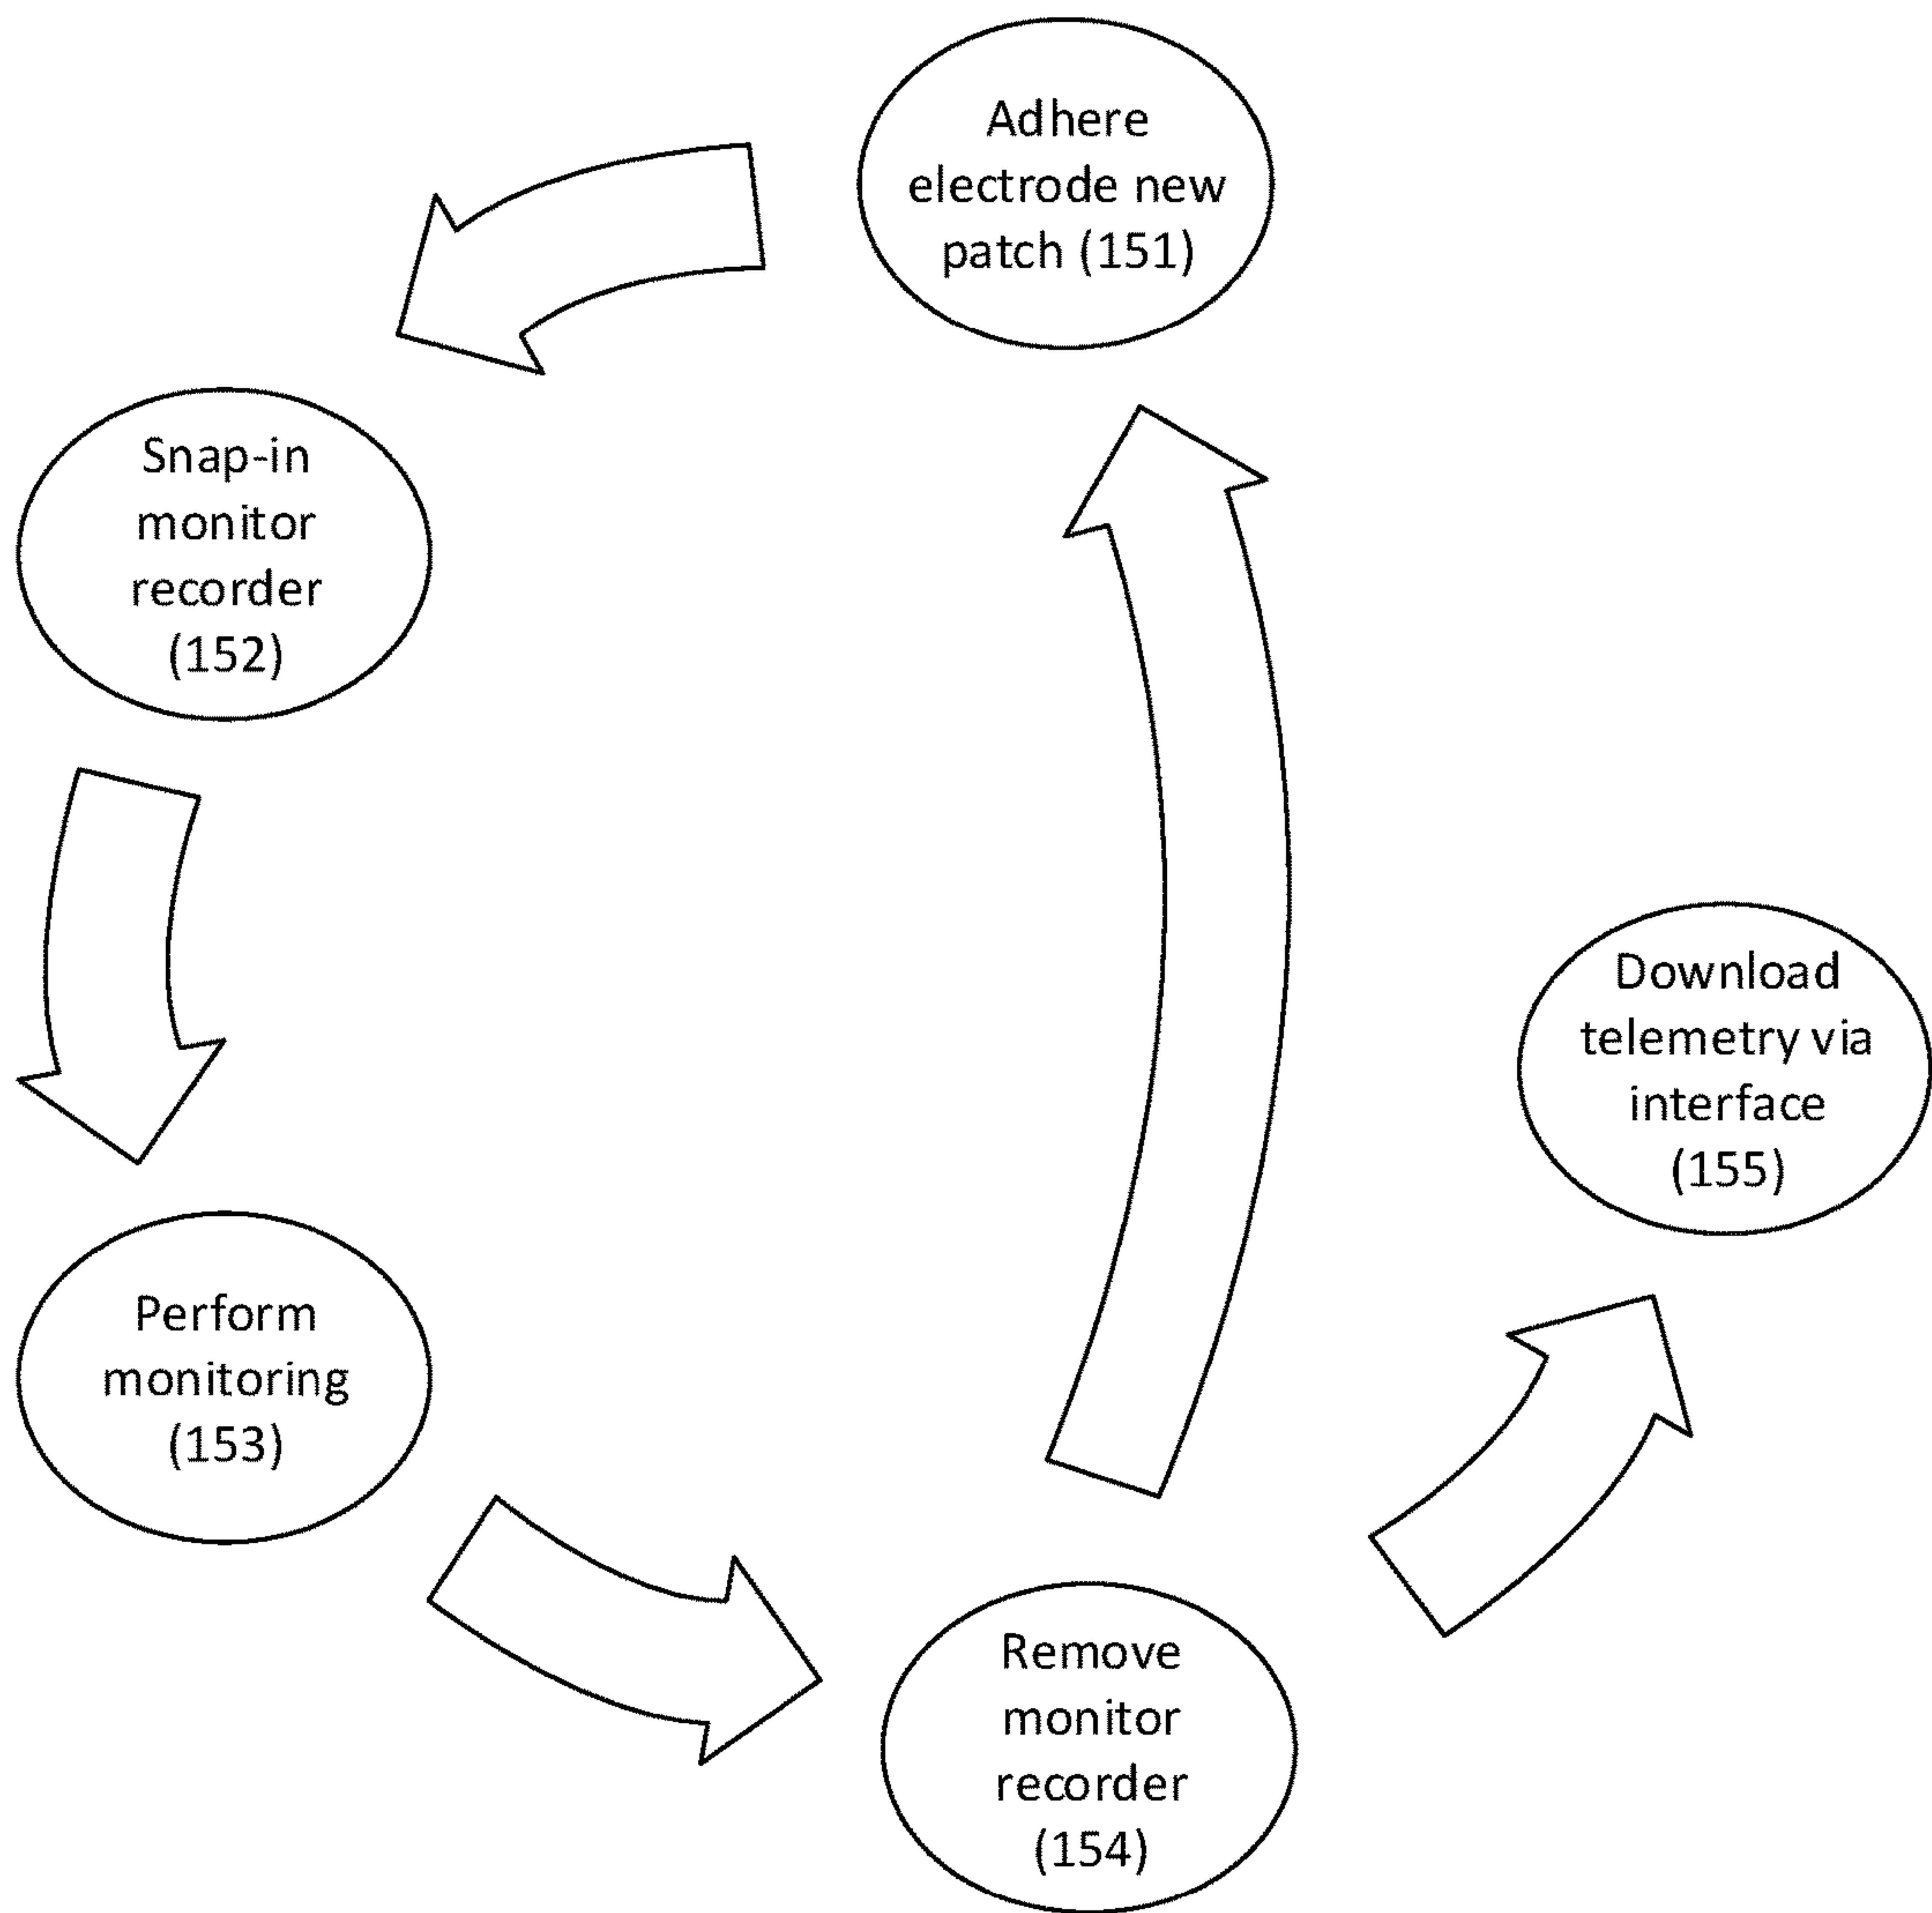 Adhere
electrode new
patch (151)
Snap-in
monitor
recorder
(152)
Perform
monitoring
(153)
Remove
monitor
recorder
(154)
Download
telemetry via
interface
(155)